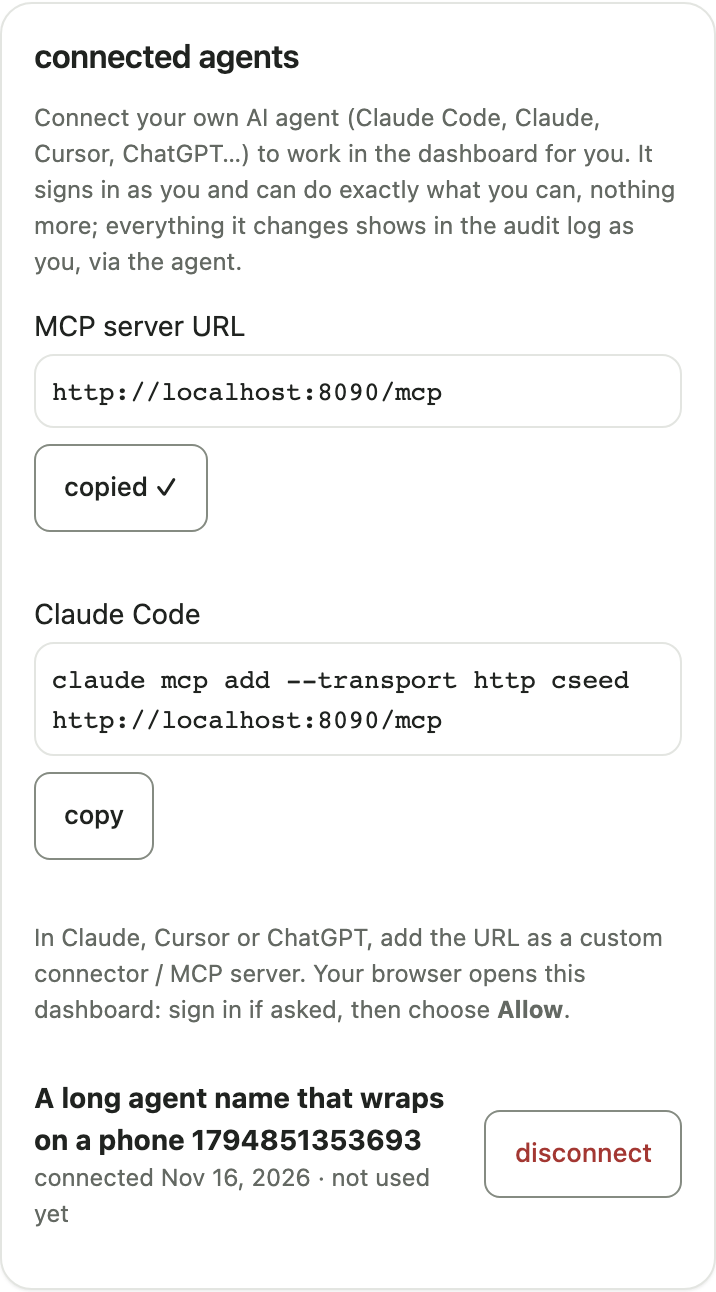 connected agents
Connect your own AI agent (Claude Code, Claude,
Cursor, ChatGPT…) to work in the dashboard for you. It
signs in as you and can do exactly what you can, nothing
more; everything it changes shows in the audit log as
you, via the agent.
MCP server URL
http://localhost:8090/mcp
copied ✓
Claude Code
claude mcp add --transport http cseed
http://localhost:8090/mcp
copy
In Claude, Cursor or ChatGPT, add the URL as a custom
connector / MCP server. Your browser opens this
dashboard: sign in if asked, then choose Allow.
A long agent name that wraps
on a phone 1794851353693
connected Nov 16, 2026 · not used
yet
disconnect